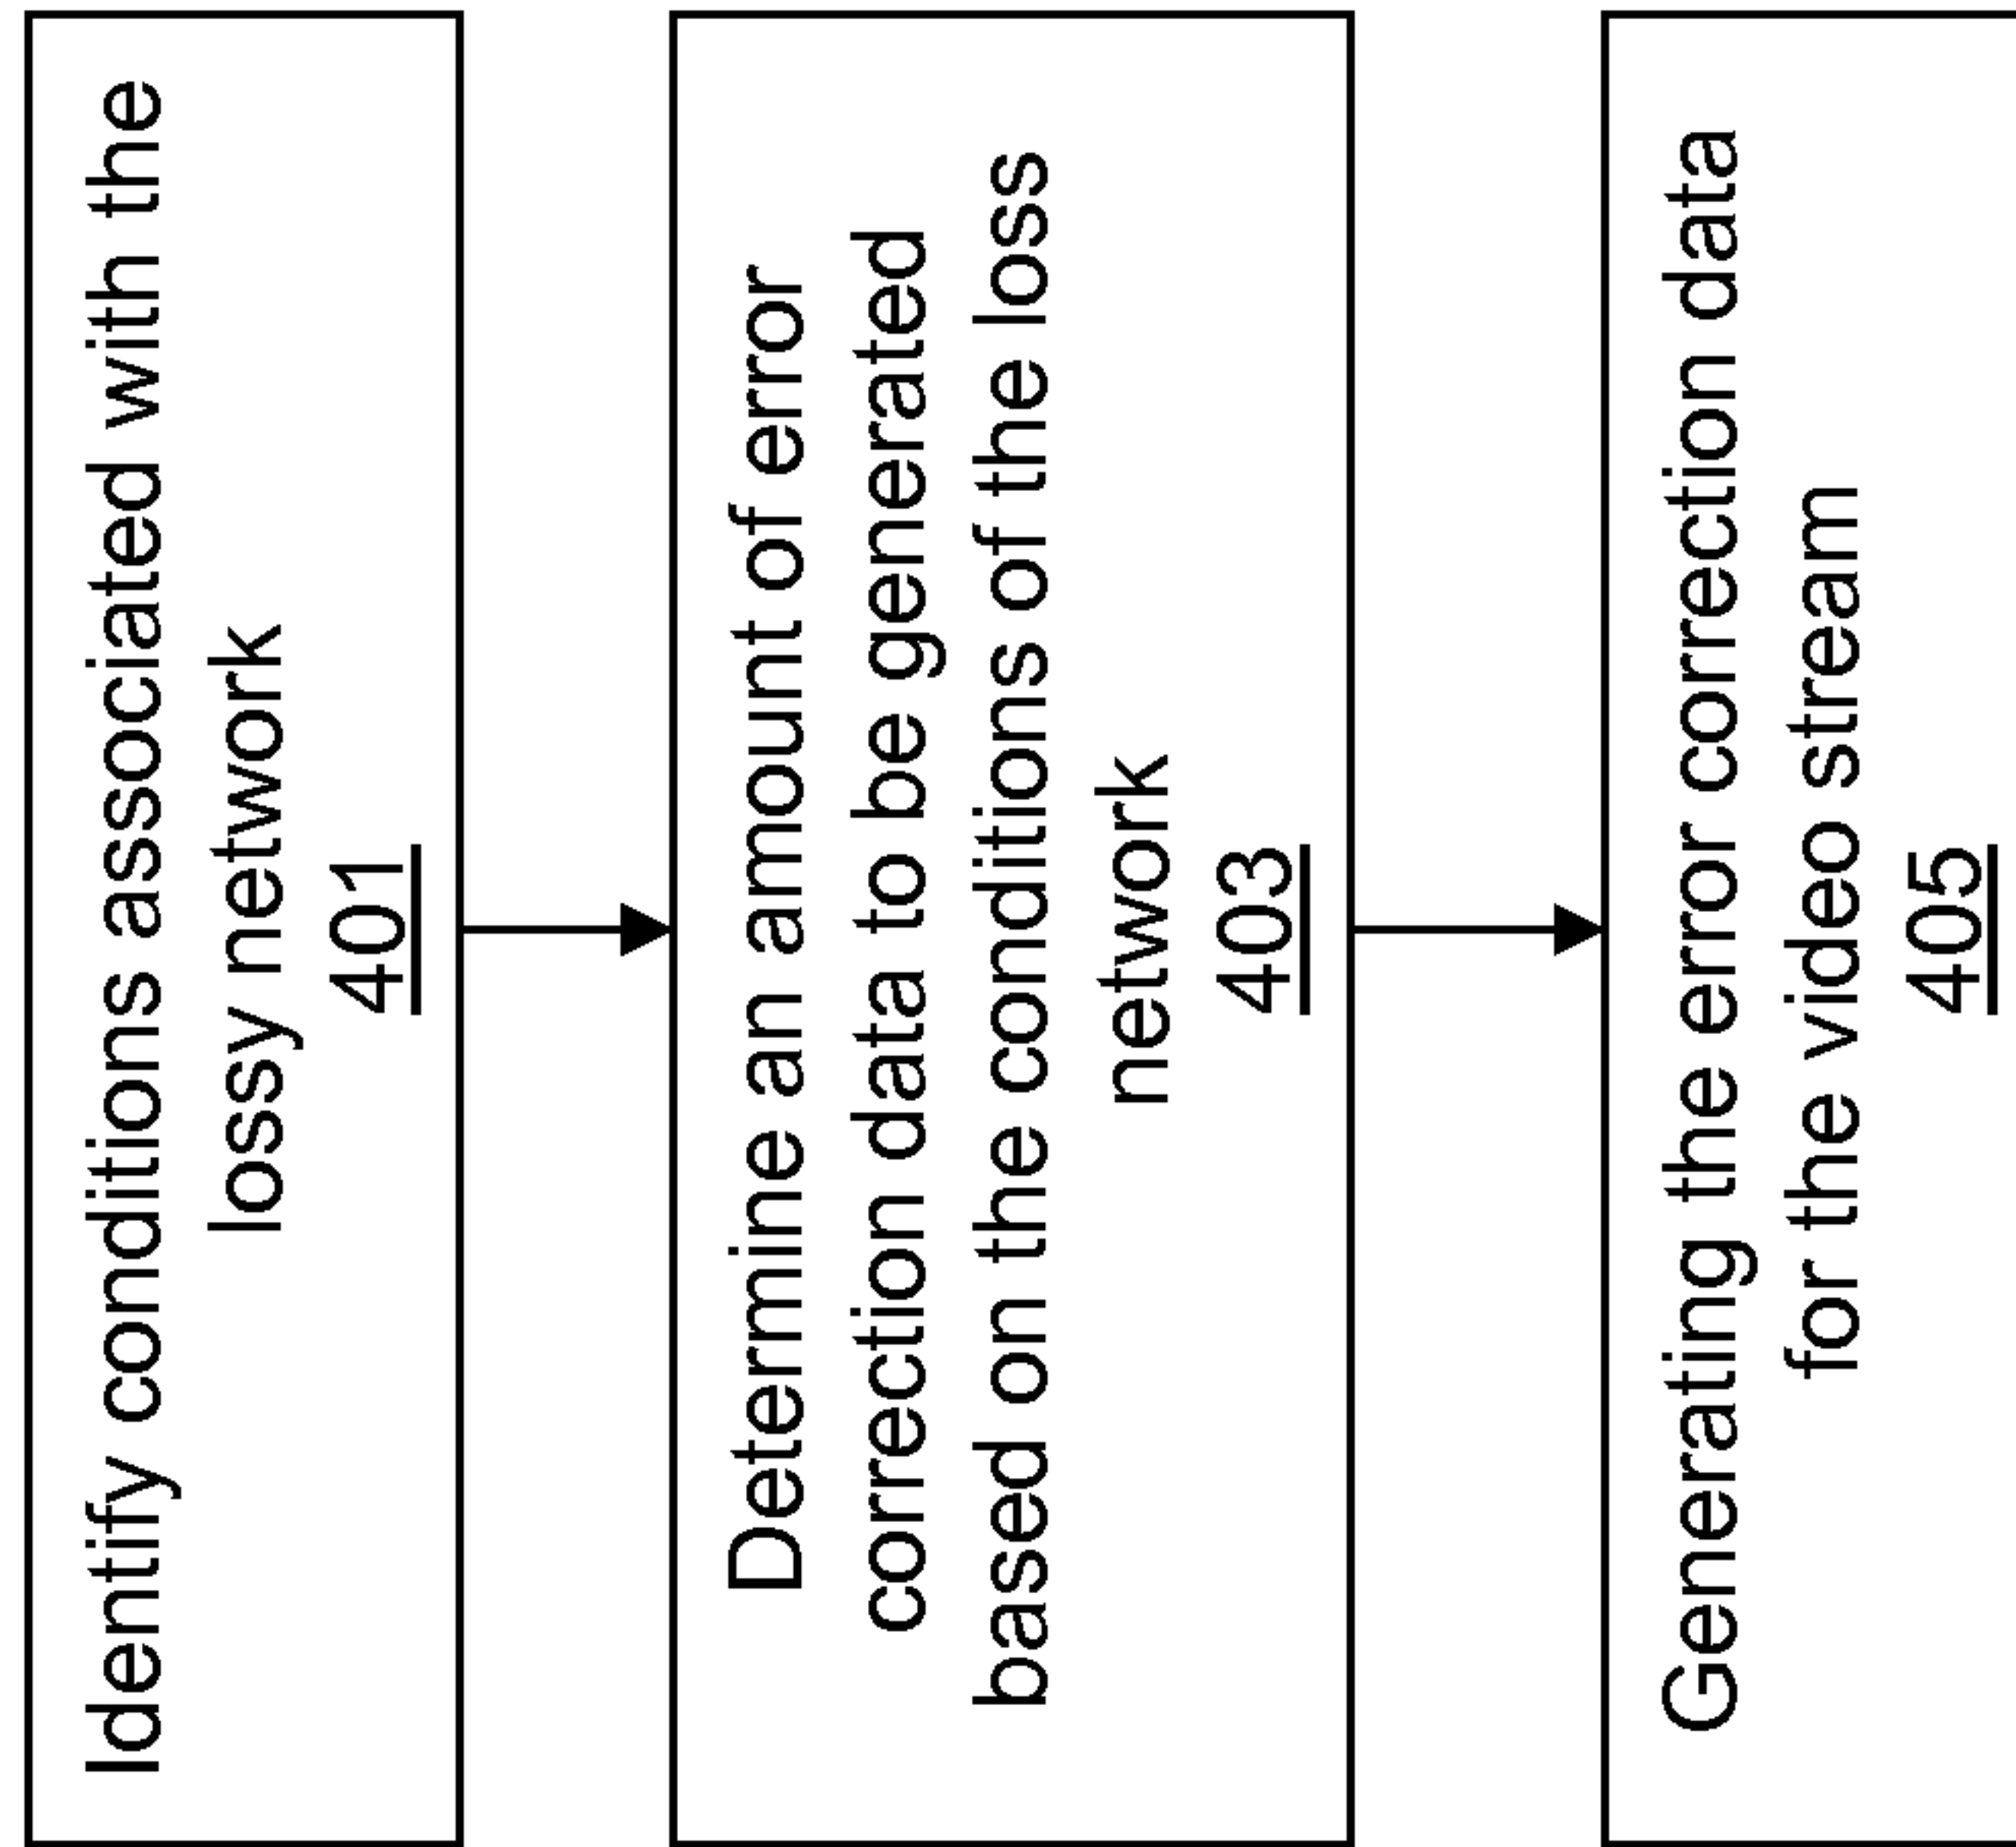 Identify conditions associated with the
lossy network
401
Determine an amount of error
correction data to be generated
based on the conditions of the loss
network
403
Generating the error correction data
for the video stream
405